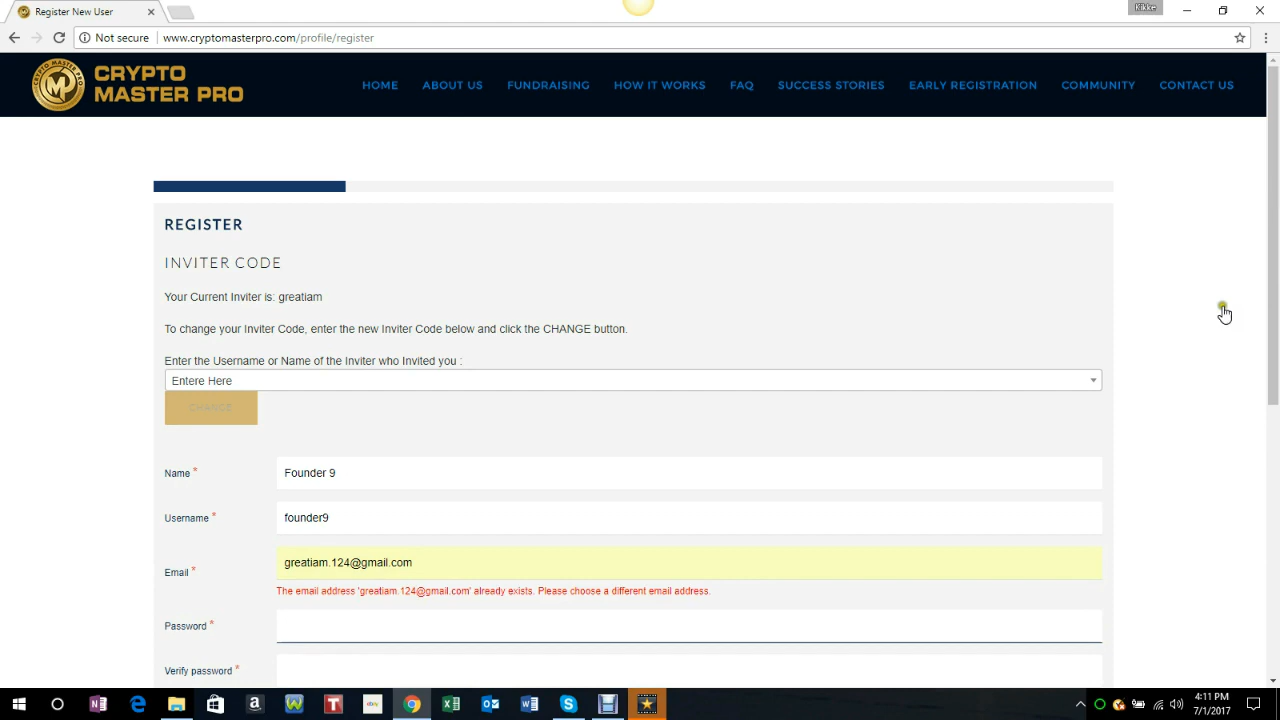 Register New User
Kikke
Not secure
www.cryptomasterpro.com/profile/register
CRYPTO
MASTER PRO
HOME
ABOUT US
FUNDRAISING
HOW IT WORKS
FAQ
SUCCESS STORIES
EARLY REGISTRATION
COMMUNITY
CONTACT US
REGISTER
INVITER CODE
Your Current Inviter is: greatiam
To change your Inviter Code, enter the new Inviter Code below and click the CHANGE button.
Enter the Username or Name of the Inviter who Invited you :
Entere Here
CHANGE
Name *
Founder 9
Username *
founder9
Email *
greatiam.124@gmail.com
The email address 'greatiam.124@gmail.com' already exists. Please choose a different email address.
Password *
Verify password *
4:11 PM
7/1/2017